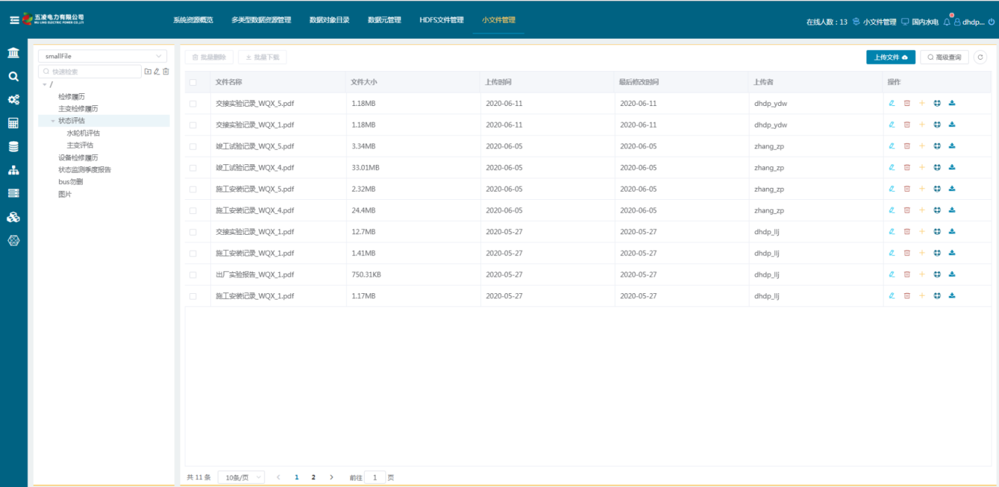 五凌电力有限公司
WU LING ELECTRIC POWER CO.,LTI
系统资源概览 多类型数据资源管理 数据对象目录 数据元管理 HDFS文件管理 小文件管理
在线人数：13 小文件管理 国内水电 dhdp...
smallFile
快速检索
/
检修履历
主变检修履历
状态评估
水轮机评估
主变评估
设备检修履历
状态监测季度报告
bus勿删
图片
批量删除 批量下载 上传文件 高级查询
文件名称 文件大小 上传时间 最后修改时间 上传者 操作
交接实验记录_WQX_5.pdf 1.18MB 2020-06-11 2020-06-11 dhdp_ydw
交接实验记录_WQX_1.pdf 1.18MB 2020-06-11 2020-06-11 dhdp_ydw
竣工试验记录_WQX_5.pdf 3.34MB 2020-06-05 2020-06-05 zhang_zp
竣工试验记录_WQX_4.pdf 33.01MB 2020-06-05 2020-06-05 zhang_zp
施工安装记录_WQX_5.pdf 2.32MB 2020-06-05 2020-06-05 zhang_zp
施工安装记录_WQX_4.pdf 24.4MB 2020-06-05 2020-06-05 zhang_zp
交接实验记录_WQX_1.pdf 12.7MB 2020-05-27 2020-05-27 dhdp_llj
施工安装记录_WQX_1.pdf 1.41MB 2020-05-27 2020-05-27 dhdp_llj
出厂实验报告_WQX_1.pdf 750.31KB 2020-05-27 2020-05-27 dhdp_llj
施工安装记录_WQX_1.pdf 1.17MB 2020-05-27 2020-05-27 dhdp_llj
共 11 条 10条/页 < 1 2 > 前往 1 页